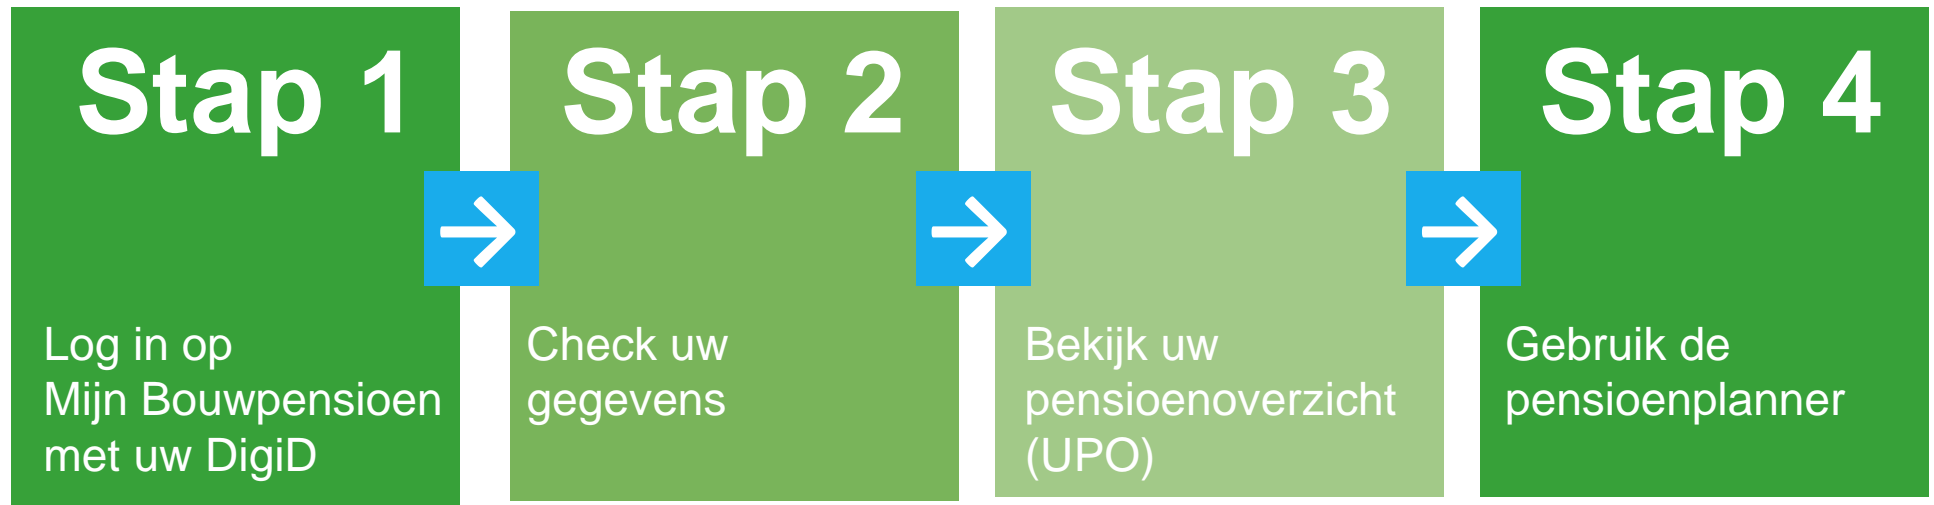 Stap 1
Log in op
Mijn Bouwpensioen
met uw DigiD
Stap 2
Check uw
gegevens
Stap 3
Bekijk uw
pensioenoverzicht
(UPO)
Stap 4
Gebruik de
pensioenplanner